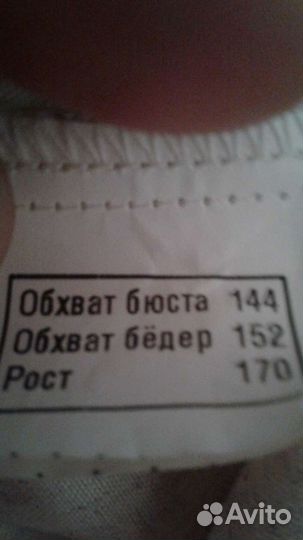 Обхват бюста 144
Обхват бёдер 152
Рост 170
Avito